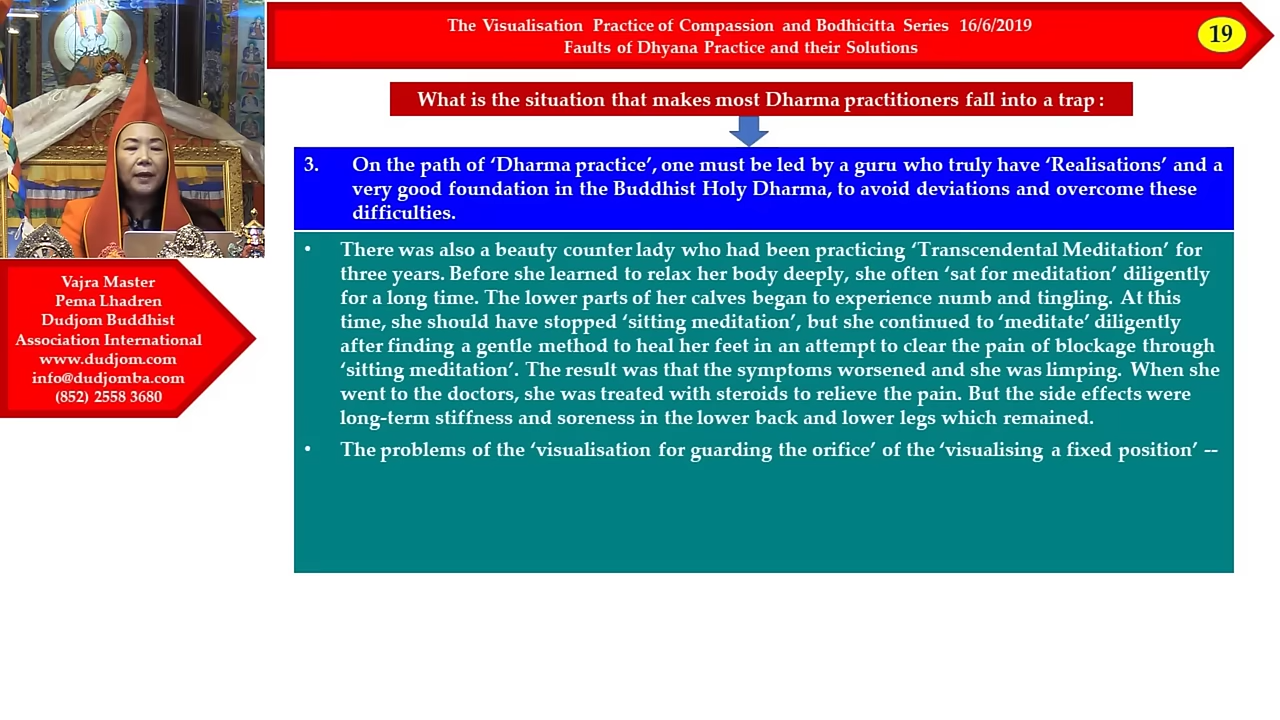 The Visualisation Practice of Compassion and Bodhicitta Series 16/6/2019
Faults of Dhyana Practice and their Solutions
19
What is the situation that makes most Dharma practitioners fall into a trap :
3. On the path of ‘Dharma practice’, one must be led by a guru who truly have ‘Realisations’ and a
very good foundation in the Buddhist Holy Dharma, to avoid deviations and overcome these
difficulties.
• There was also a beauty counter lady who had been practicing ‘Transcendental Meditation’ for
three years. Before she learned to relax her body deeply, she often ‘sat for meditation’ diligently
for a long time. The lower parts of her calves began to experience numb and tingling. At this
time, she should have stopped ‘sitting meditation’, but she continued to ‘meditate’ diligently
after finding a gentle method to heal her feet in an attempt to clear the pain of blockage through
‘sitting meditation’. The result was that the symptoms worsened and she was limping. When she
went to the doctors, she was treated with steroids to relieve the pain. But the side effects were
long-term stiffness and soreness in the lower back and lower legs which remained.
• The problems of the ‘visualisation for guarding the orifice’ of the ‘visualising a fixed position’ --
Vajra Master
Pema Lhadren
Dudjom Buddhist
Association International
www.dudjom.com
info@dudjomba.com
(852) 2558 3680